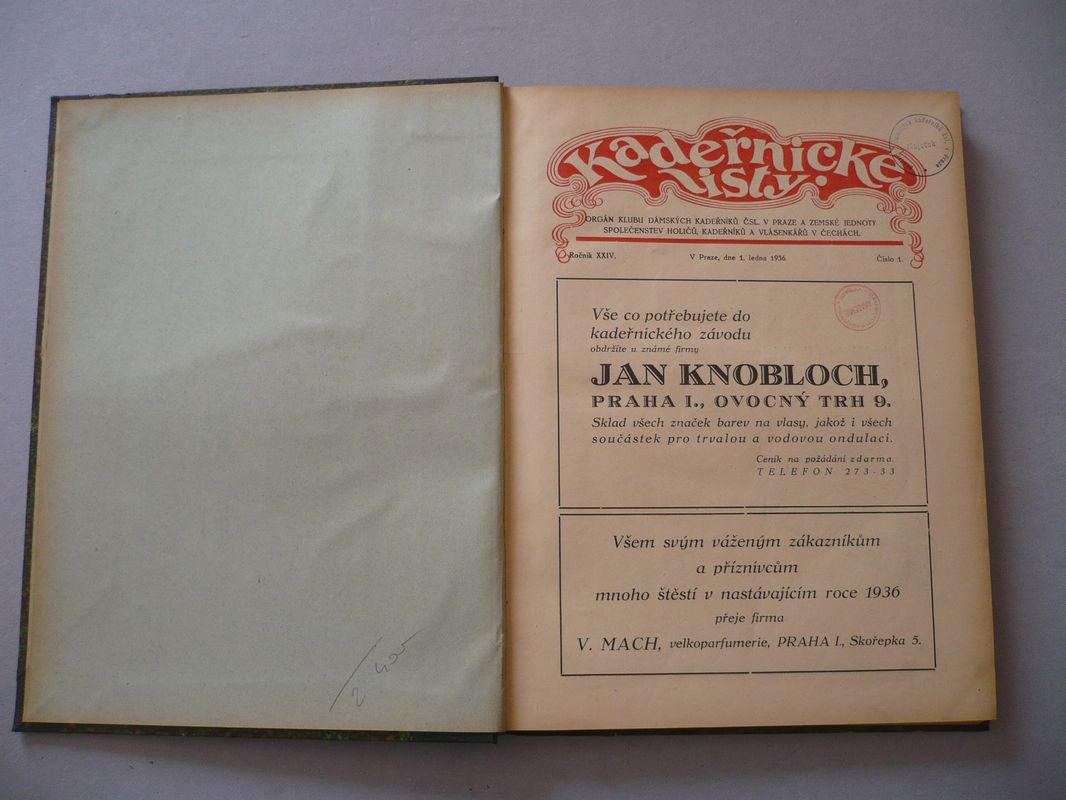 Kadeřnické
listy.
ORGÁN KLUBU DÁMSKÝCH KADEŘNÍKŮ ČSL. V PRAZE A ZEMSKÉ JEDNOTY
SPOLEČENSTEV HOLIČŮ, KADEŘNÍKŮ A VLÁSENKÁŘŮ V ČECHÁCH.
Ročník XXIV. V Praze, dne 1. ledna 1936 Číslo 1.
Vše co potřebujete do
kadeřnického závodu
obdržíte u známé firmy
JAN KNOBLOCH,
PRAHA I., OVOCNÝ TRH 9.
Sklad všech značek barev na vlasy, jakož i všech
součástek pro trvalou a vodovou ondulaci.
Ceník na požádání zdarma.
TELEFON 273-33
Všem svým váženým zákazníkům
a příznivcům
mnoho štěstí v nastávajícím roce 1936
přeje firma
V. MACH, velkoparfumerie, PRAHA I., Skořepka 5.